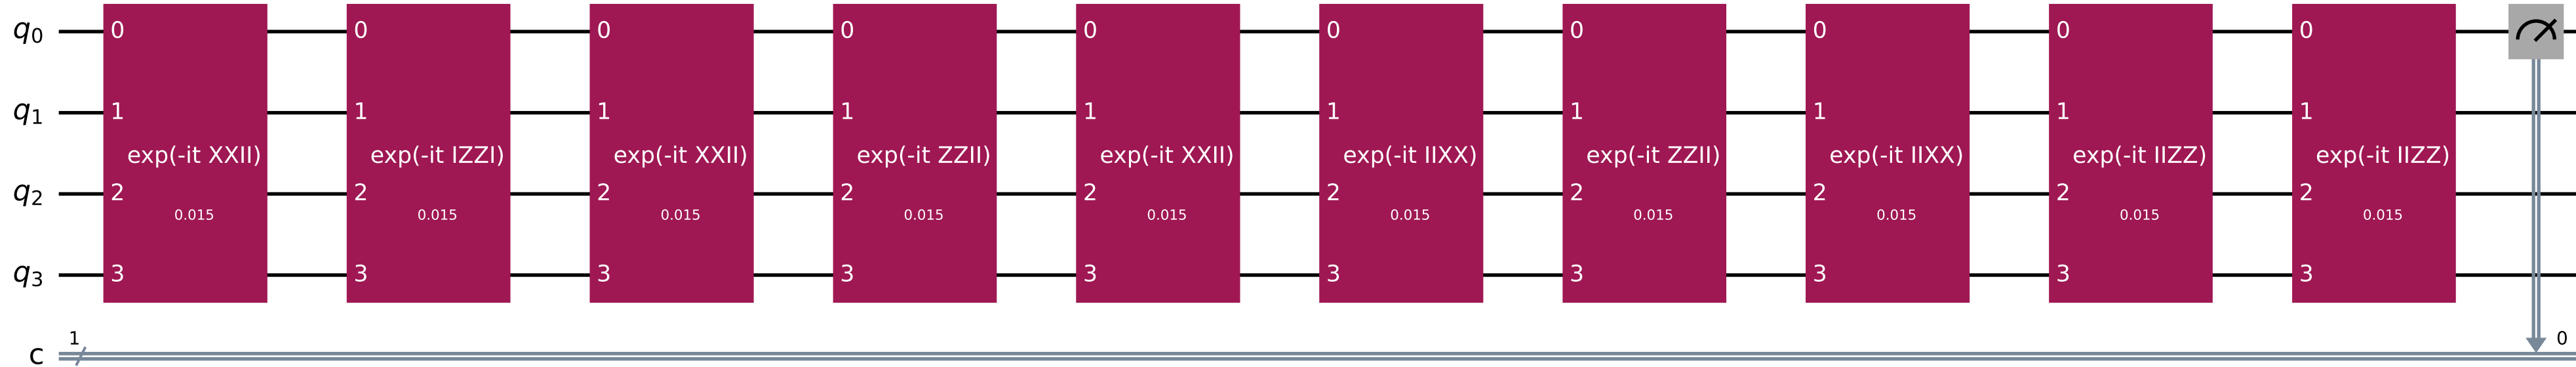 q0 0 0 0 0 0 0 0 0 0 0
q1 1 1 1 1 1 1 1 1 1 1
exp(-it XXII) exp(-it IZZI) exp(-it XXII) exp(-it ZZII) exp(-it XXII) exp(-it IIXX) exp(-it ZZII) exp(-it IIXX) exp(-it IIZZ) exp(-it IIZZ)
q2 2 2 2 2 2 2 2 2 2 2
0.015 0.015 0.015 0.015 0.015 0.015 0.015 0.015 0.015 0.015
q3 3 3 3 3 3 3 3 3 3 3
1 0
c